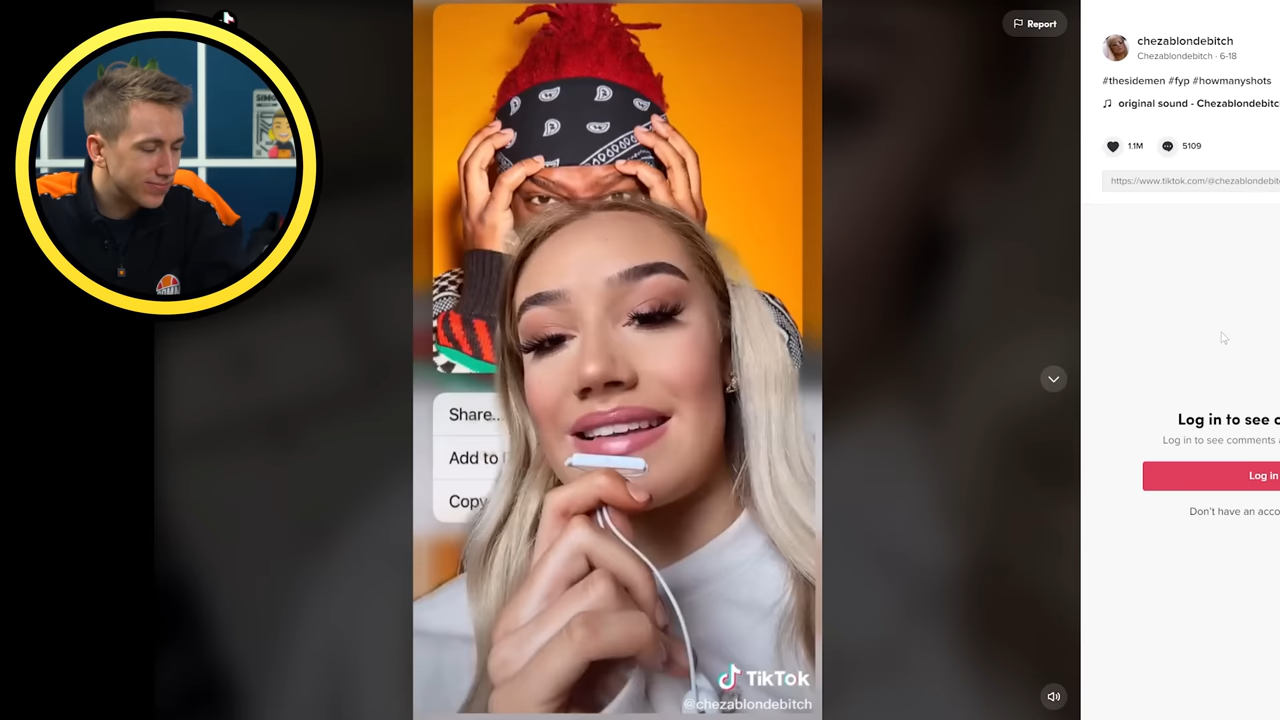 Report
Share...
Add to
Copy
TikTok
@chezablondebitch
chezablondebitch
Chezablondebitch · 6-18
#thesidemen #fyp #howmanyshots
original sound - Chezablondebitc
1.1M
5109
https://www.tiktok.com/@chezablondebitc
Log in to see c
Log in to see comments a
Log in
Don't have an acco